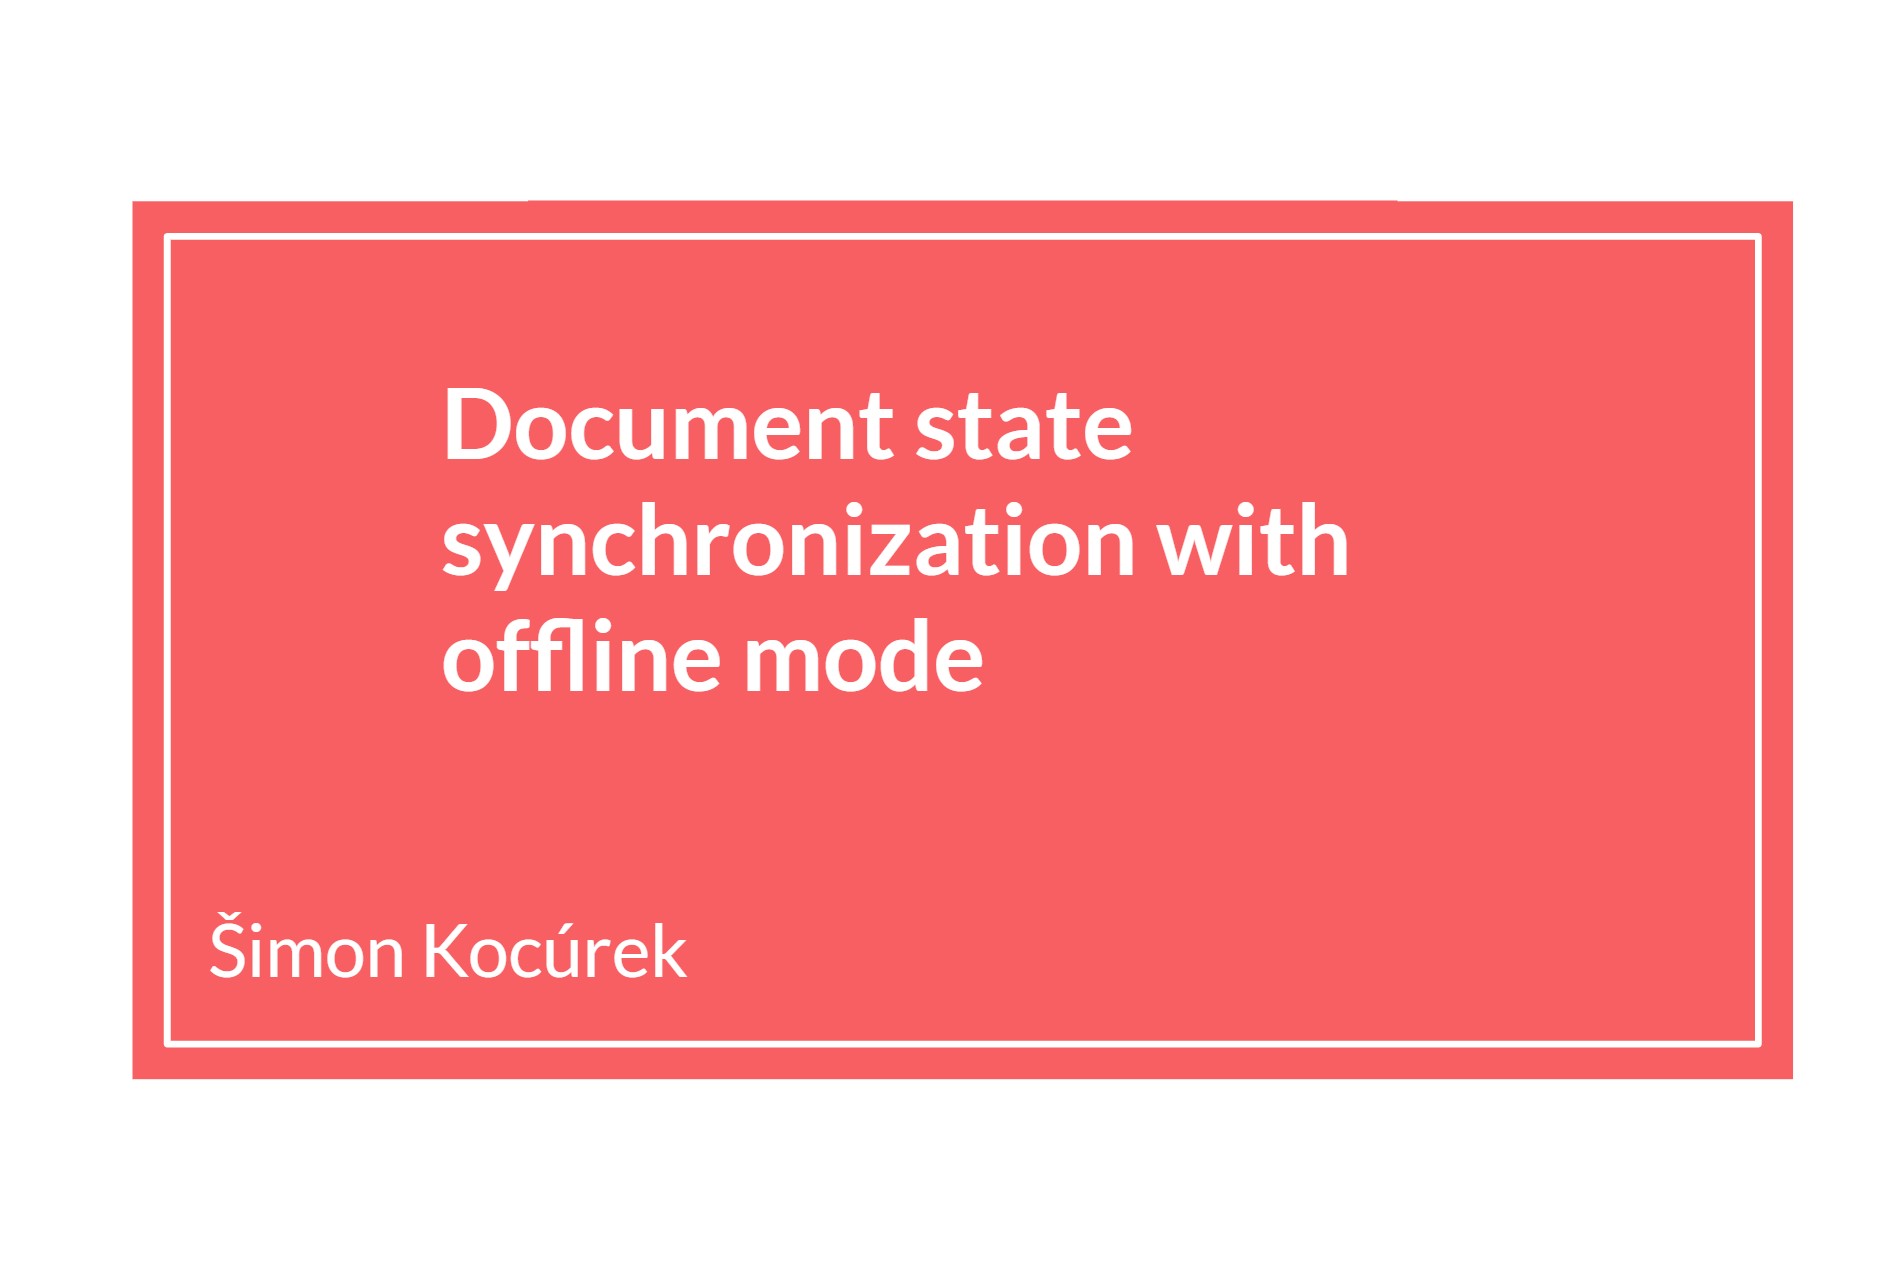 Document state
synchronization with
offline mode
Šimon Kocúrek